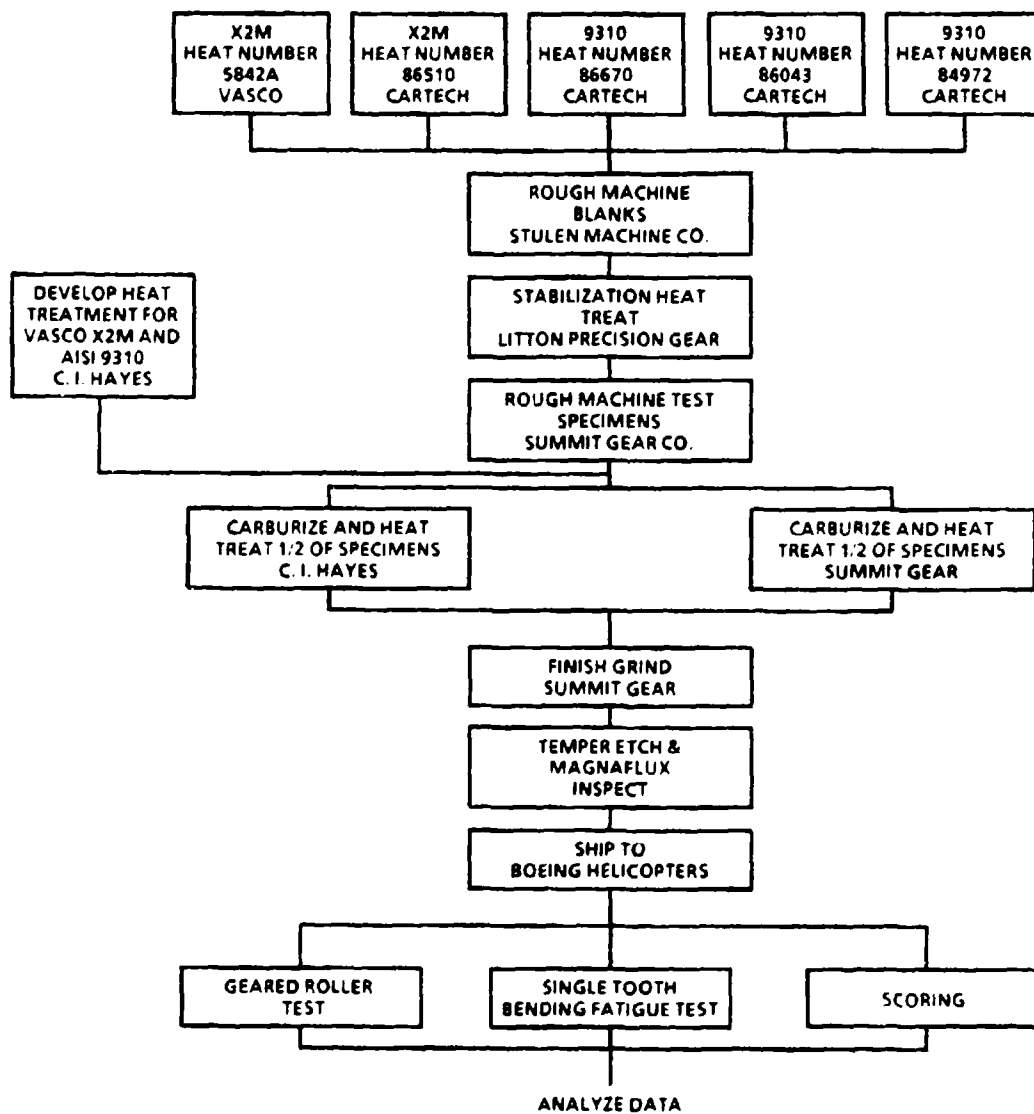 X2M
HEAT NUMBER
5842A
VASCO
X2M
HEAT NUMBER
86510
CARTECH
9310
HEAT NUMBER
86670
CARTECH
9310
HEAT NUMBER
86043
CARTECH
9310
HEAT NUMBER
84972
CARTECH
ROUGH MACHINE
BLANKS
STULEN MACHINE CO.
DEVELOP HEAT
TREATMENT FOR
VASCO X2M AND
AISI 9310
C. I. HAYES
STABILIZATION HEAT
TREAT
LITTON PRECISION GEAR
ROUGH MACHINE TEST
SPECIMENS
SUMMIT GEAR CO.
CARBURIZE AND HEAT
TREAT 1/2 OF SPECIMENS
C. I. HAYES
CARBURIZE AND HEAT
TREAT 1/2 OF SPECIMENS
SUMMIT GEAR
FINISH GRIND
SUMMIT GEAR
TEMPER ETCH &
MAGNAFLUX
INSPECT
SHIP TO
BOEING HELICOPTERS
GEARED ROLLER
TEST
SINGLE TOOTH
BENDING FATIGUE TEST
SCORING
ANALYZE DATA